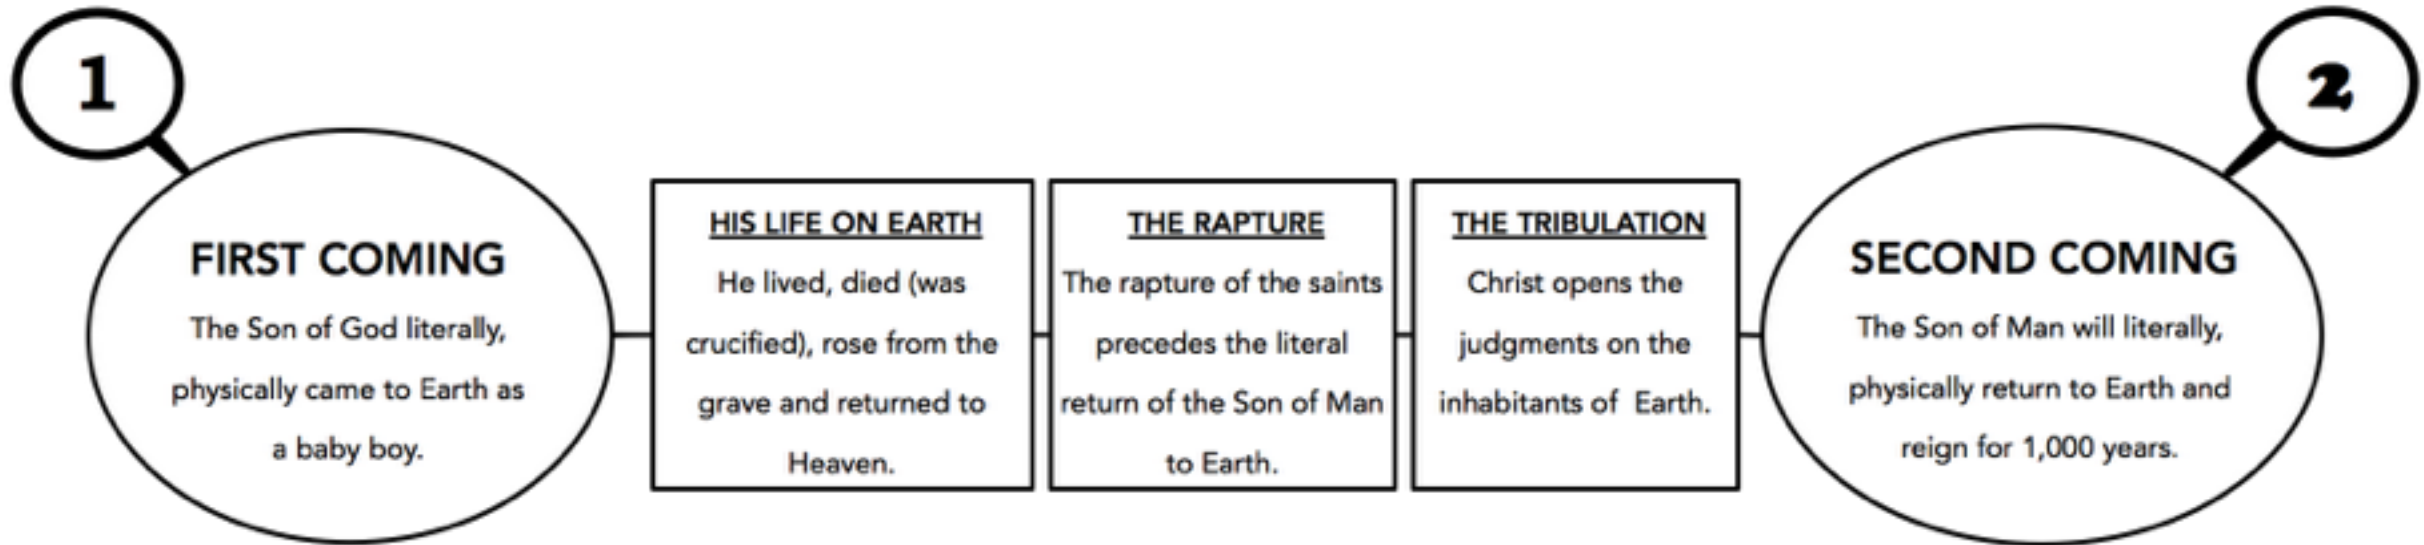 1
FIRST COMING
The Son of God literally,
physically came to Earth as
a baby boy.
HIS LIFE ON EARTH
He lived, died (was
crucified), rose from the
grave and returned to
Heaven.
THE RAPTURE
The rapture of the saints
precedes the literal
return of the Son of Man
to Earth.
THE TRIBULATION
Christ opens the
judgments on the
inhabitants of Earth.
2
SECOND COMING
The Son of Man will literally,
physically return to Earth and
reign for 1,000 years.